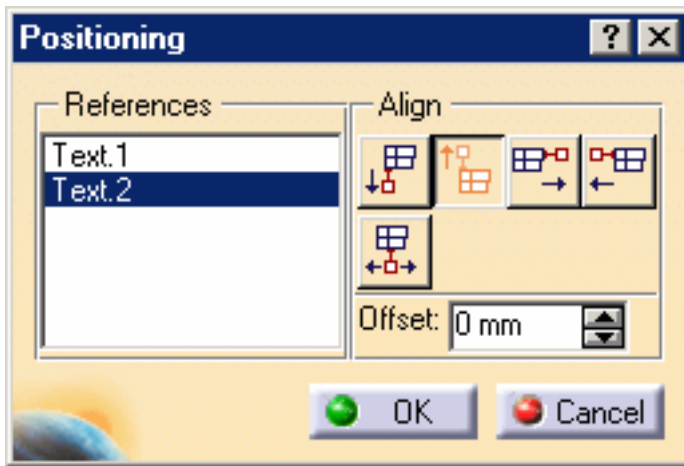 Positioning
References
Align
Text.1
Text.2
Offset: 0 mm
OK
Cancel